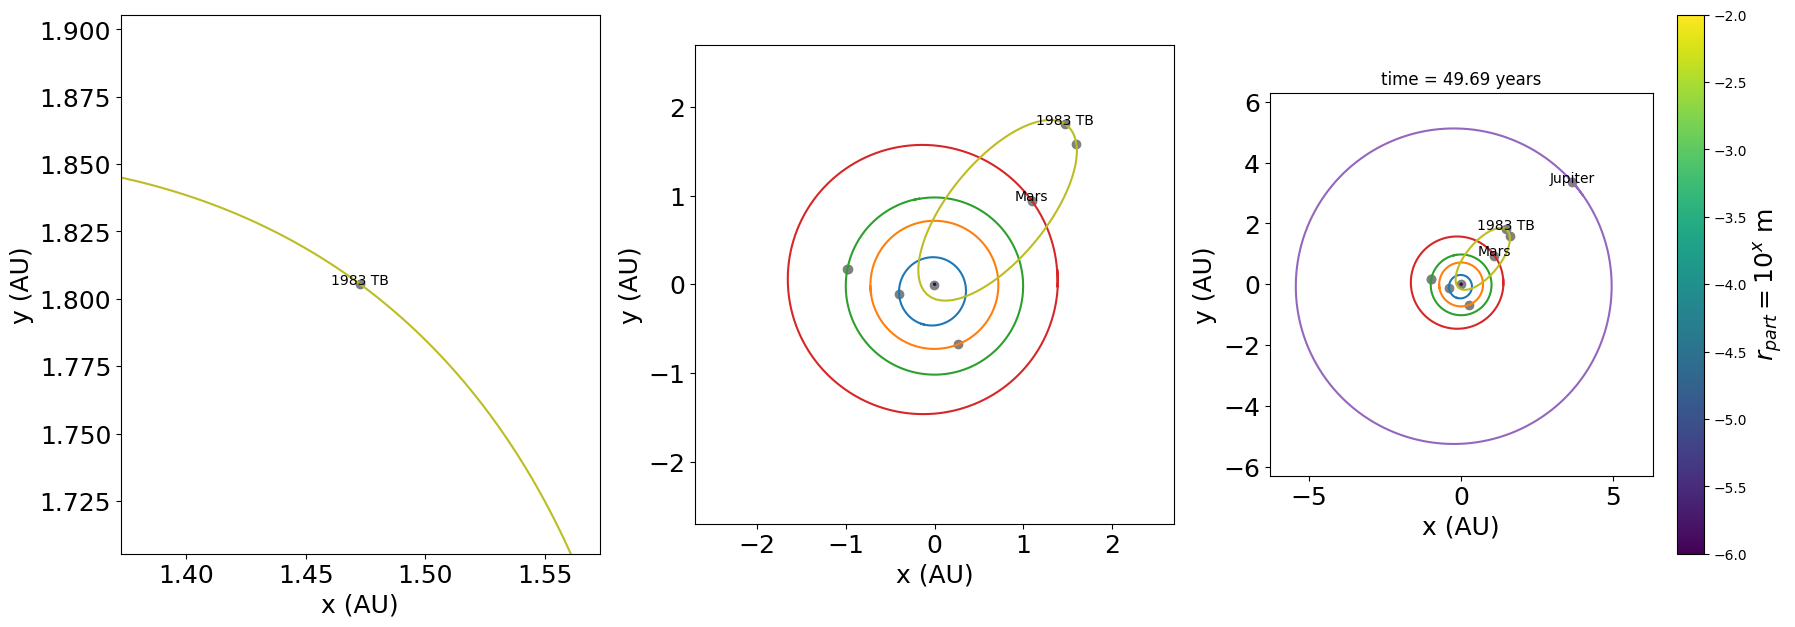 1.900
1.875
1.850
1.825
1.800
1.775
1.750
1.725
y (AU)
1983 TB
1.40 1.45 1.50 1.55
x (AU)
2
1
0
−1
−2
y (AU)
1983 TB
Mars
−2 −1 0 1 2
x (AU)
time = 49.69 years
6
4
2
0
−2
−4
−6
y (AU)
Jupiter
1983 TB
Mars
−5 0 5
x (AU)
−2.0
−2.5
−3.0
−3.5
−4.0
−4.5
−5.0
−5.5
−6.0
r_{part} = 10^x m